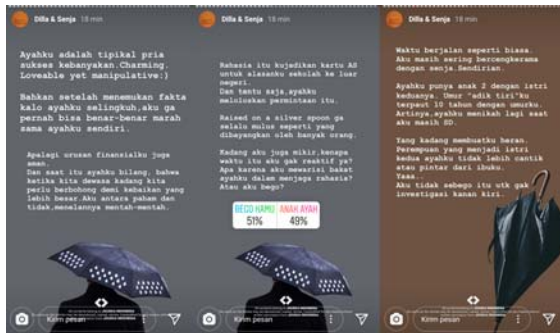 Dilla & Senja 18 min
Ayahku adalah tipikal pria
sukses kebanyakan.Charming.
Loveable yet manipulative:)
Bahkan setelah menemukan fakta
kalo ayahku selingkuh,aku ga
pernah bisa benar-benar marah
sama ayahku sendiri.
Apalagi urusan finansialku juga
aman.
Dan saat itu ayahku bilang, bahwa
ketika kita dewasa kadang kita
perlu berbohong demi kebaikan yang
lebih besar.Aku antara paham dan
tidak,menelannya mentah-mentah.
Kirim pesan
Dilla & Senja 18 min
Rahasia itu kujadikan kartu AS
untuk alasanku sekolah ke luar
negri.
Dan tentu saja,ayahku
meloloskan permintaan itu.
Raised on a silver spoon ga
selalu mulus seperti yang
dibayangkan oleh banyak orang.
Kadang aku juga mikir,kenapa
waktu itu aku gak reaktif ya?
Apa karena aku mewarisi bakat
ayahku dalam menjaga rahasia?
Atau aku bego?
BEGO KAMU ANAK AYAH
51% 49%
Kirim pesan
Dilla & Senja 18 min
Waktu berjalan seperti biasa.
Aku masih sering bercengkerama
dengan senja.Sendirian.
Ayahku punya anak 2 dengan istri
keduanya. Umur "adik tiri"ku
terpaut 10 tahun dengan umurku.
Artinya,ayahku menikah lagi saat
aku masih SD.
Yang kadang membuatku heran.
Perempuan yang menjadi istri
kedua ayahku tidak lebih cantik
atau pintar dari ibuku.
Yaaa..
Aku tidak sebego itu utk gak
investigasi kanan kiri.
Kirim pesan